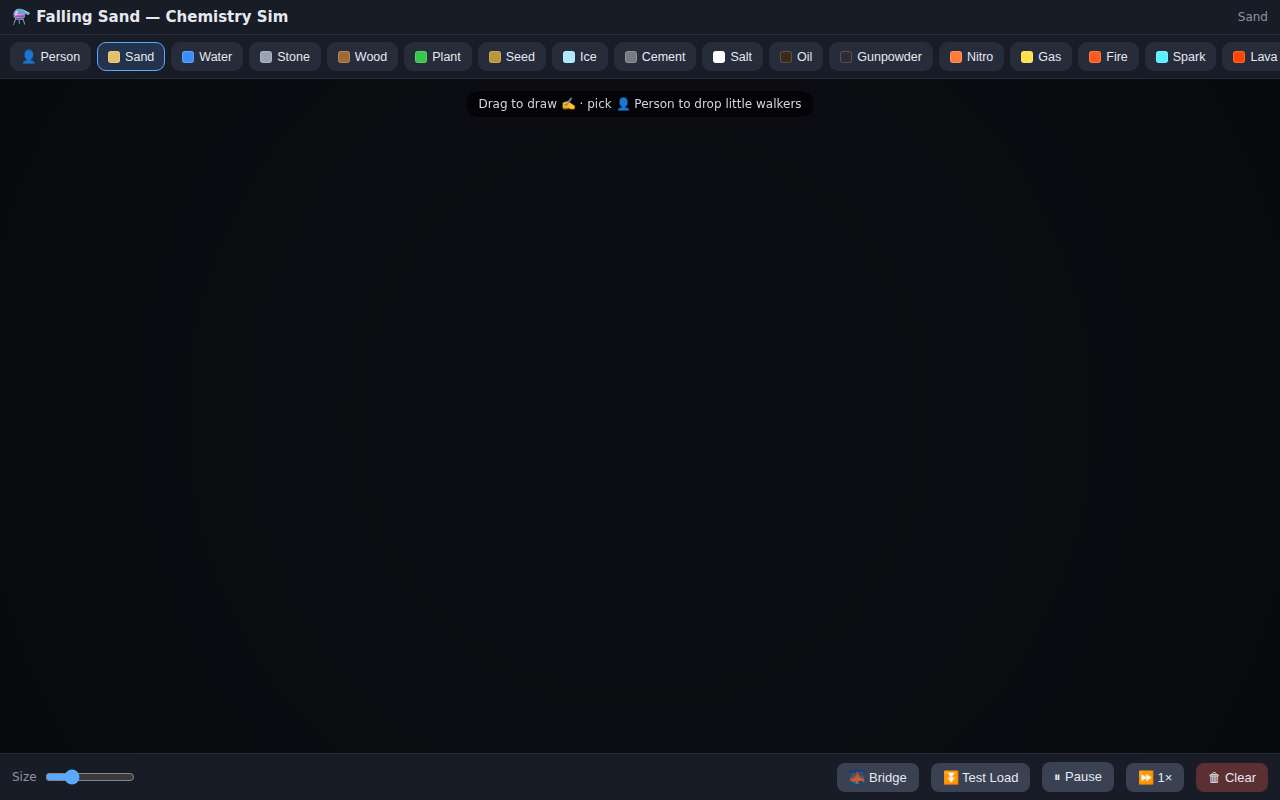 ⚗️ Falling Sand — Chemistry Sim
Sand
👤 Person
Sand
Water
Stone
Wood
Plant
Seed
Ice
Cement
Salt
Oil
Gunpowder
Nitro
Gas
Fire
Spark
Lava
Drag to draw ✍️ · pick 👤 Person to drop little walkers
Size
🌉 Bridge
⏬ Test Load
⏸ Pause
⏩ 1×
🗑 Clear